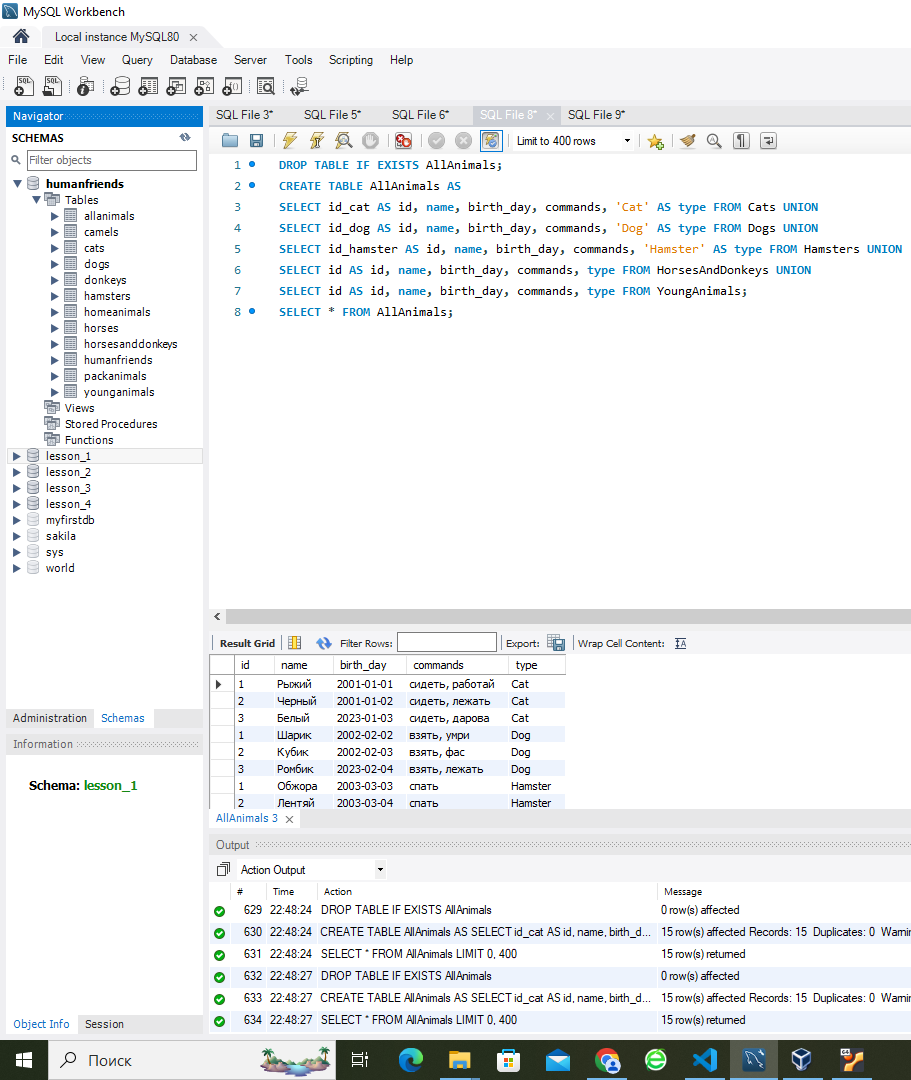 MySQL Workbench
Local instance MySQL80
File Edit View Query Database Server Tools Scripting Help
Navigator
SCHEMAS
Filter objects
humanfriends
Tables
allanimals
camels
cats
dogs
donkeys
hamsters
homeanimals
horses
horsesanddonkeys
humanfriends
packanimals
younganimals
Views
Stored Procedures
Functions
lesson_1
lesson_2
lesson_3
lesson_4
myfirstdb
sakila
sys
world
Administration Schemas
Information
Schema: lesson_1
Object Info Session
SQL File 3* SQL File 5* SQL File 6* SQL File 8* SQL File 9*
Limit to 400 rows
1 DROP TABLE IF EXISTS AllAnimals;
2 CREATE TABLE AllAnimals AS
3 SELECT id_cat AS id, name, birth_day, commands, 'Cat' AS type FROM Cats UNION
4 SELECT id_dog AS id, name, birth_day, commands, 'Dog' AS type FROM Dogs UNION
5 SELECT id_hamster AS id, name, birth_day, commands, 'Hamster' AS type FROM Hamsters UNION
6 SELECT id AS id, name, birth_day, commands, type FROM HorsesAndDonkeys UNION
7 SELECT id AS id, name, birth_day, commands, type FROM YoungAnimals;
8 SELECT * FROM AllAnimals;
Result Grid Filter Rows: Export: Wrap Cell Content:
id name birth_day commands type
1 Рыжий 2001-01-01 сидеть, работай Cat
2 Черный 2001-01-02 сидеть, лежать Cat
3 Белый 2023-01-03 сидеть, дарова Cat
1 Шарик 2002-02-02 взять, умри Dog
2 Кубик 2002-02-03 взять, фас Dog
3 Ромбик 2023-02-04 взять, лежать Dog
1 Обжора 2003-03-03 спать Hamster
2 Лентяй 2003-03-04 спать Hamster
AllAnimals 3
Output
Action Output
# Time Action Message
629 22:48:24 DROP TABLE IF EXISTS AllAnimals 0 row(s) affected
630 22:48:24 CREATE TABLE AllAnimals AS SELECT id_cat AS id, name, birth_d... 15 row(s) affected Records: 15 Duplicates: 0 Warnin
631 22:48:24 SELECT * FROM AllAnimals LIMIT 0, 400 15 row(s) returned
632 22:48:27 DROP TABLE IF EXISTS AllAnimals 0 row(s) affected
633 22:48:27 CREATE TABLE AllAnimals AS SELECT id_cat AS id, name, birth_d... 15 row(s) affected Records: 15 Duplicates: 0 Warnin
634 22:48:27 SELECT * FROM AllAnimals LIMIT 0, 400 15 row(s) returned
Поиск